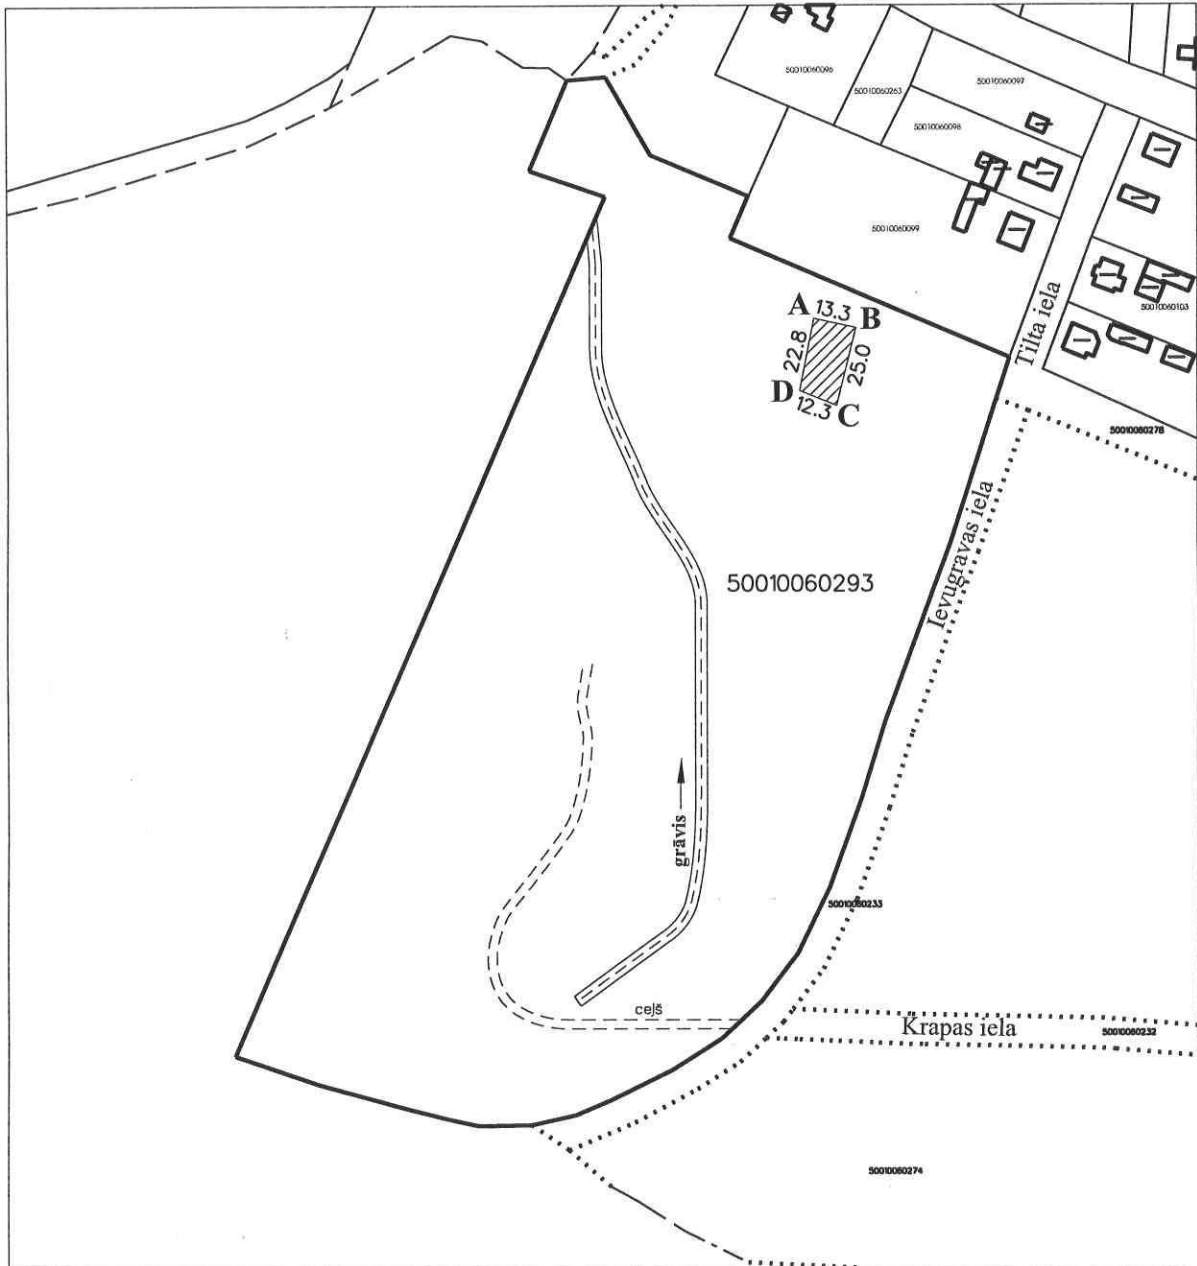 50010060096
50010060097
50010060263
50010060098
50010060099
50010060103
Tilta iela
A 13.3 B
22.8
25.0
D 12.3 C
50010060278
Ievugravas iela
50010060293
grāvis
50010060233
ceļš
Krapas iela
50010060232
50010060274